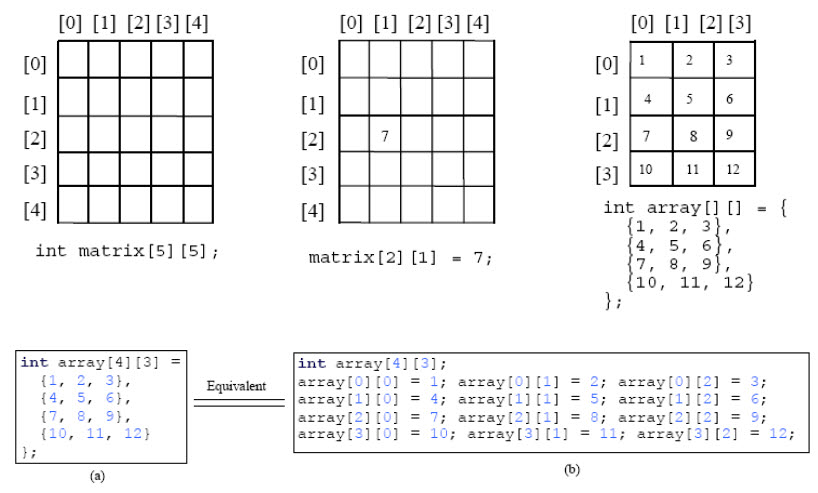 [0] [1] [2] [3] [4]
[0]
[1]
[2]
[3]
[4]
int matrix[5][5];
[0] [1] [2] [3] [4]
[0]
[1]
[2] 7
[3]
[4]
matrix[2][1] = 7;
[0] [1] [2] [3]
[0] 1 2 3
[1] 4 5 6
[2] 7 8 9
[3] 10 11 12
int array[][] = {
{1, 2, 3},
{4, 5, 6},
{7, 8, 9},
{10, 11, 12}
};
int array[4][3] =
{1, 2, 3},
{4, 5, 6},
{7, 8, 9},
{10, 11, 12}
};
(a)
Equivalent
int array[4][3];
array[0][0] = 1; array[0][1] = 2; array[0][2] = 3;
array[1][0] = 4; array[1][1] = 5; array[1][2] = 6;
array[2][0] = 7; array[2][1] = 8; array[2][2] = 9;
array[3][0] = 10; array[3][1] = 11; array[3][2] = 12;
(b)